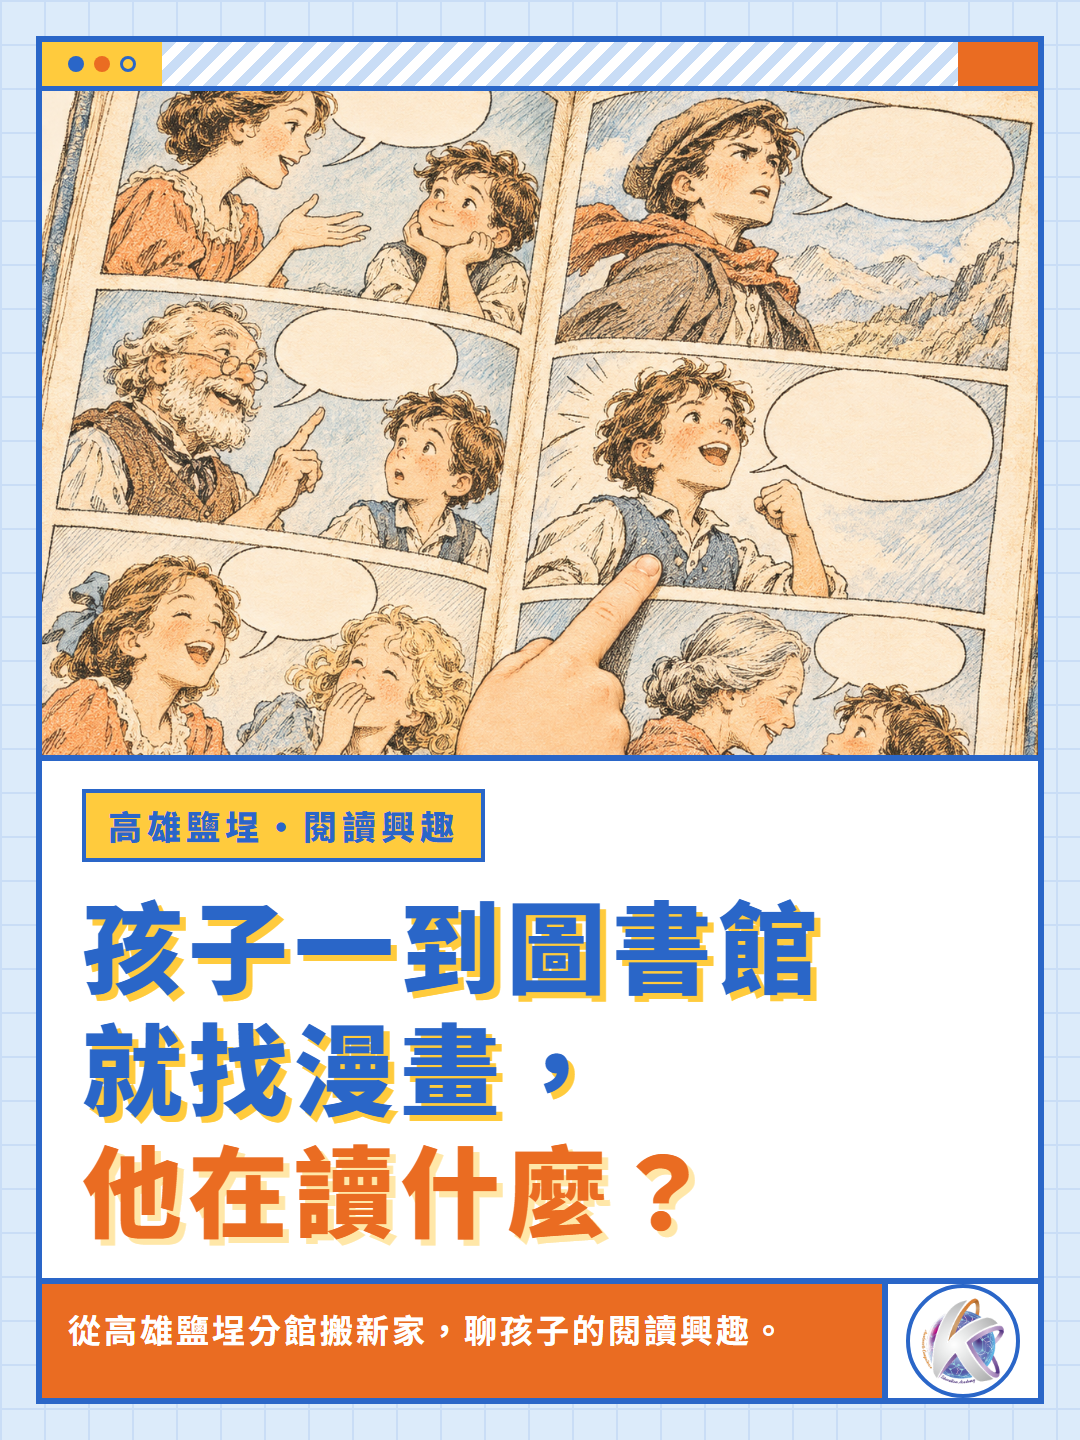 高雄鹽埕・閱讀興趣
孩子一到圖書館
就找漫畫，
他在讀什麼？
從高雄鹽埕分館搬新家，聊孩子的閱讀興趣。
K